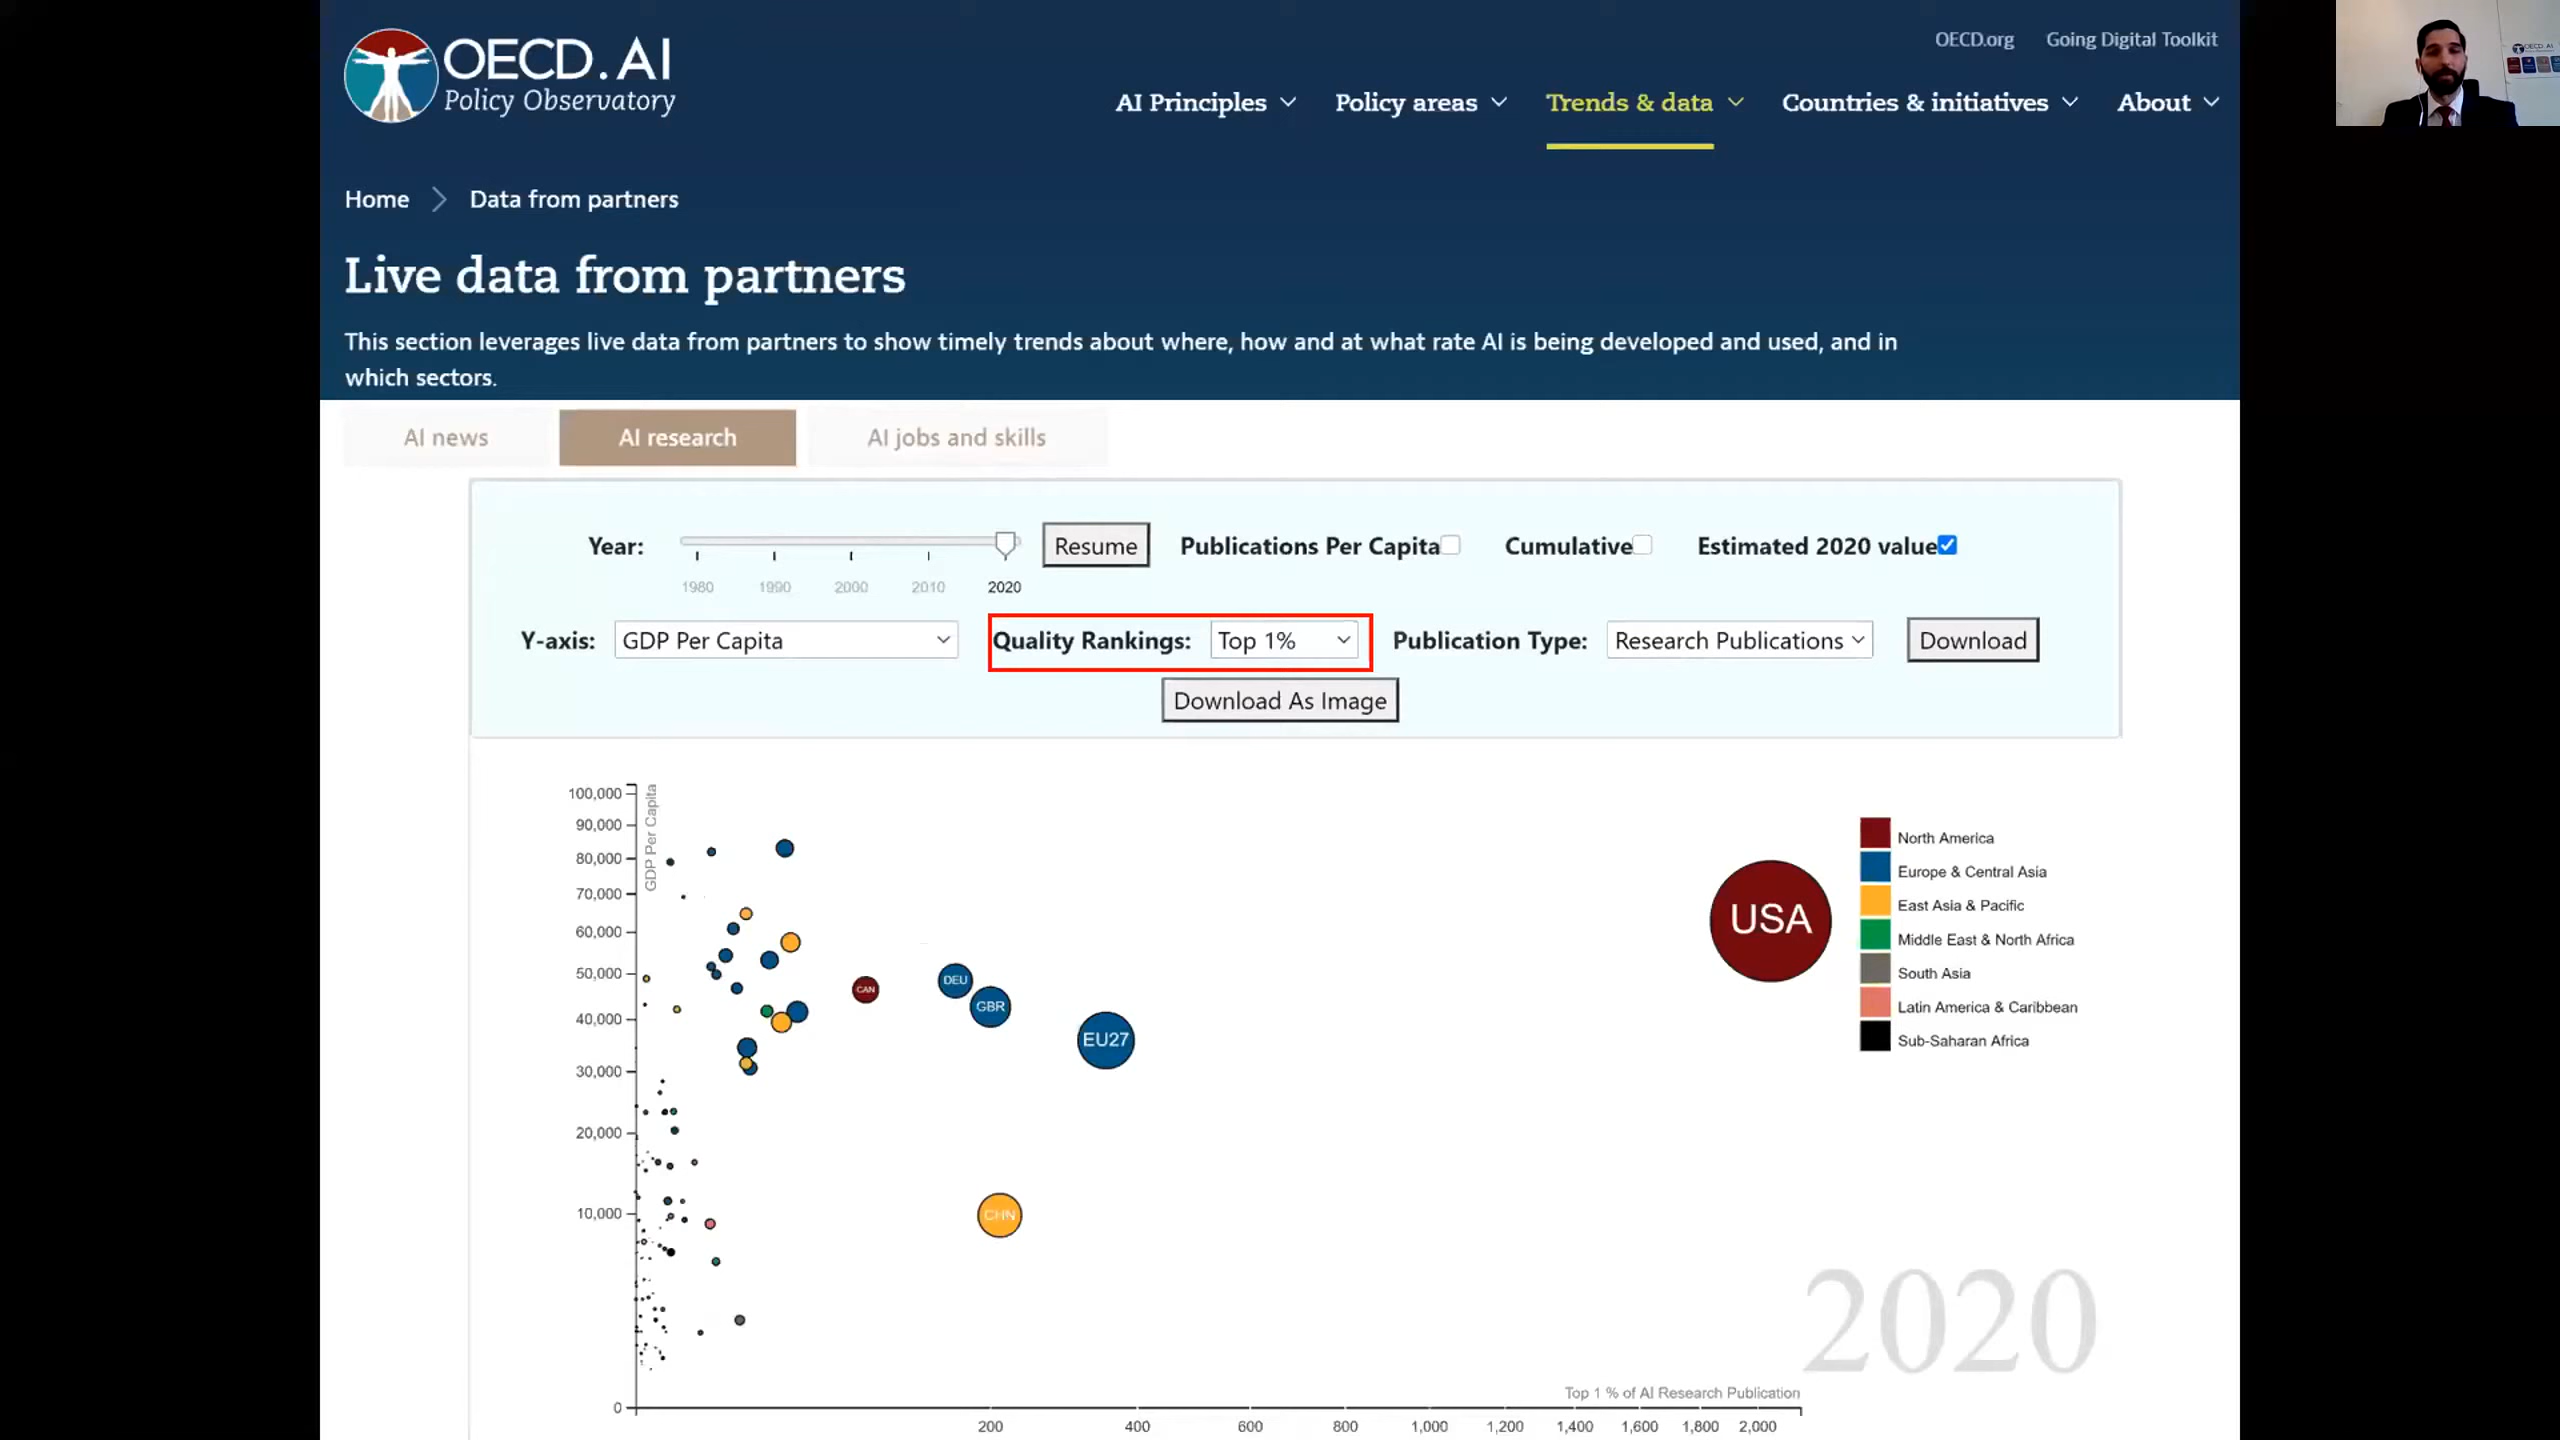 OECD.AI
Policy Observatory
OECD.org Going Digital Toolkit
AI Principles Policy areas Trends & data Countries & initiatives About
Home Data from partners
Live data from partners
This section leverages live data from partners to show timely trends about where, how and at what rate AI is being developed and used, and in
which sectors.
AI news AI research AI jobs and skills
Year: Resume Publications Per Capita Cumulative Estimated 2020 value
1980 1990 2000 2010 2020
Y-axis: GDP Per Capita Quality Rankings: Top 1% Publication Type: Research Publications Download
Download As Image
GDP Per Capita
100,000
90,000
80,000
70,000
60,000
50,000
40,000
30,000
20,000
10,000
0
USA
CAN
DEU
GBR
EU27
CHN
North America
Europe & Central Asia
East Asia & Pacific
Middle East & North Africa
South Asia
Latin America & Caribbean
Sub-Saharan Africa
2020
Top 1 % of AI Research Publication
200 400 600 800 1,000 1,200 1,400 1,600 1,800 2,000
OECD.AI